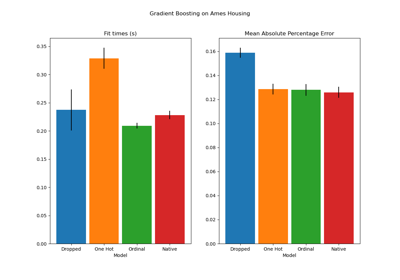 Gradient Boosting on Ames Housing
Fit times (s)
0.35
0.30
0.25
0.20
0.15
0.10
0.05
0.00
Dropped One Hot Ordinal Native
Model
Mean Absolute Percentage Error
0.16
0.14
0.12
0.10
0.08
0.06
0.04
0.02
0.00
Dropped One Hot Ordinal Native
Model